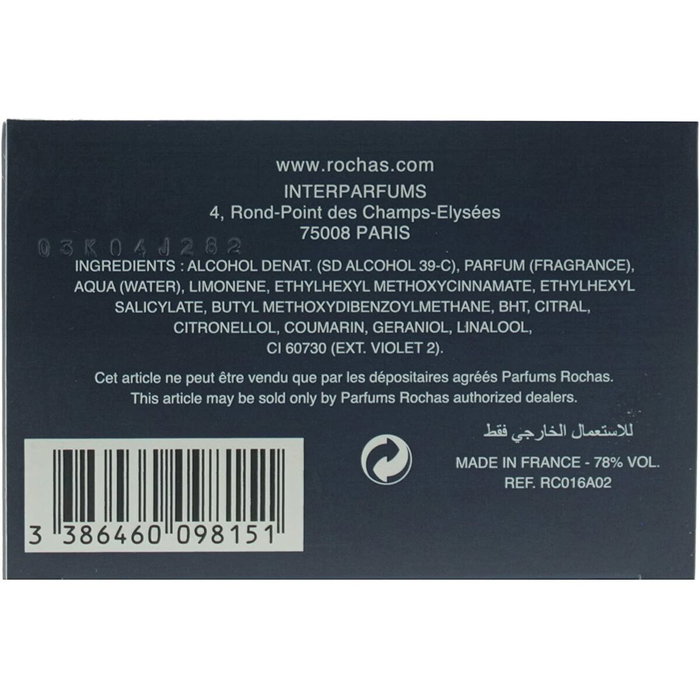 www.rochas.com
INTERPARFUMS
4, Rond-Point des Champs-Elysées
75008 PARIS
03K04J282
INGREDIENTS : ALCOHOL DENAT. (SD ALCOHOL 39-C), PARFUM (FRAGRANCE),
AQUA (WATER), LIMONENE, ETHYLHEXYL METHOXYCINNAMATE, ETHYLHEXYL
SALICYLATE, BUTYL METHOXYDIBENZOYLMETHANE, BHT, CITRAL,
CITRONELLOL, COUMARIN, GERANIOL, LINALOOL,
CI 60730 (EXT. VIOLET 2).
Cet article ne peut être vendu que par les dépositaires agréés Parfums Rochas.
This article may be sold only by Parfums Rochas authorized dealers.
للاستعمال الخارجي فقط
MADE IN FRANCE - 78% VOL.
REF. RC016A02
3 386460 098151